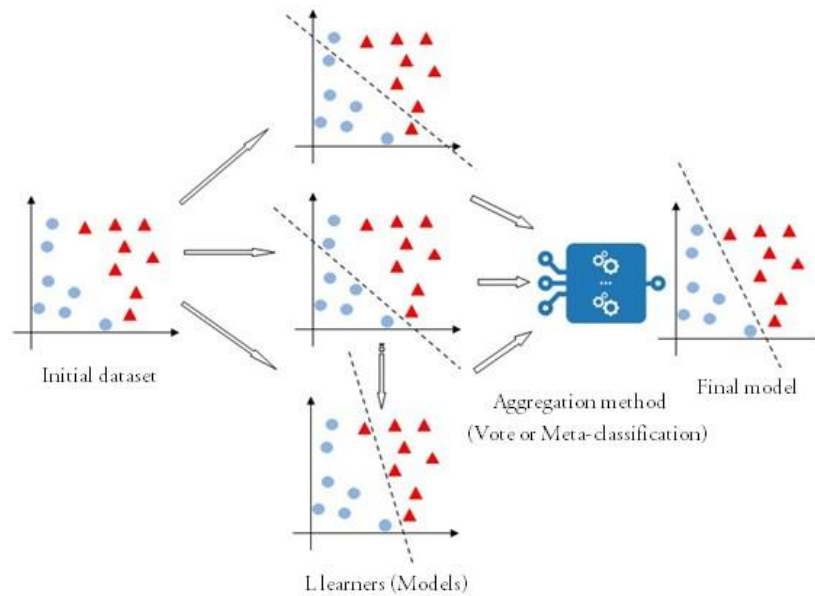 Initial dataset
Aggregation method
(Vote or Meta-classification)
Final model
L learners (Models)